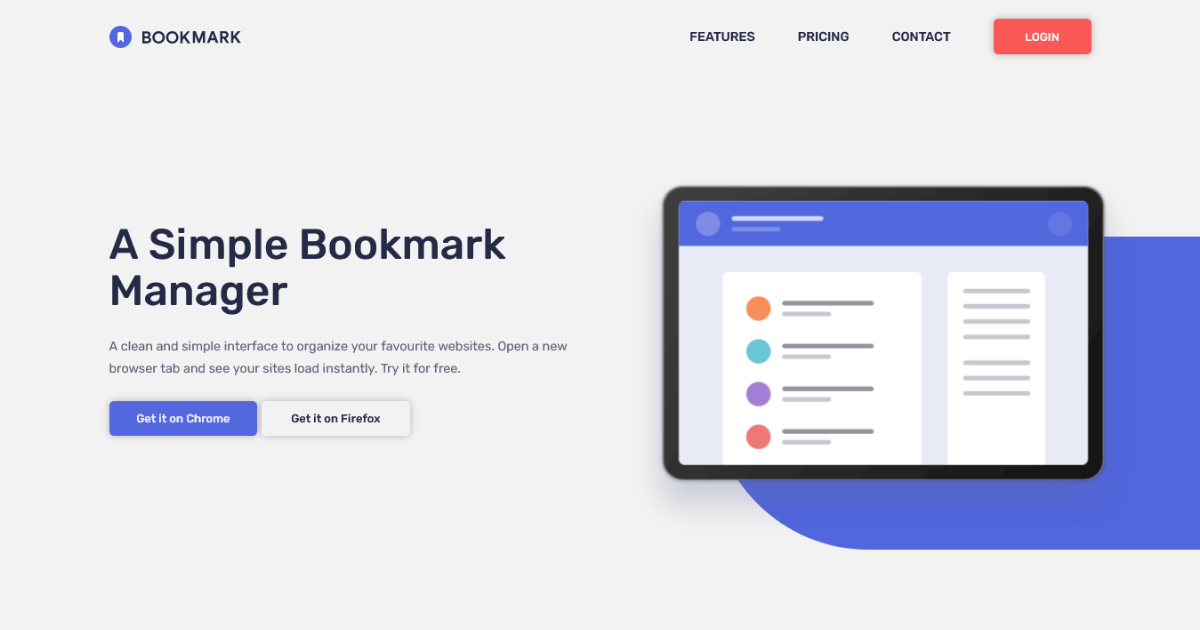 BOOKMARK
FEATURES
PRICING
CONTACT
LOGIN
A Simple Bookmark
Manager
A clean and simple interface to organize your favourite websites. Open a new
browser tab and see your sites load instantly. Try it for free.
Get it on Chrome
Get it on Firefox